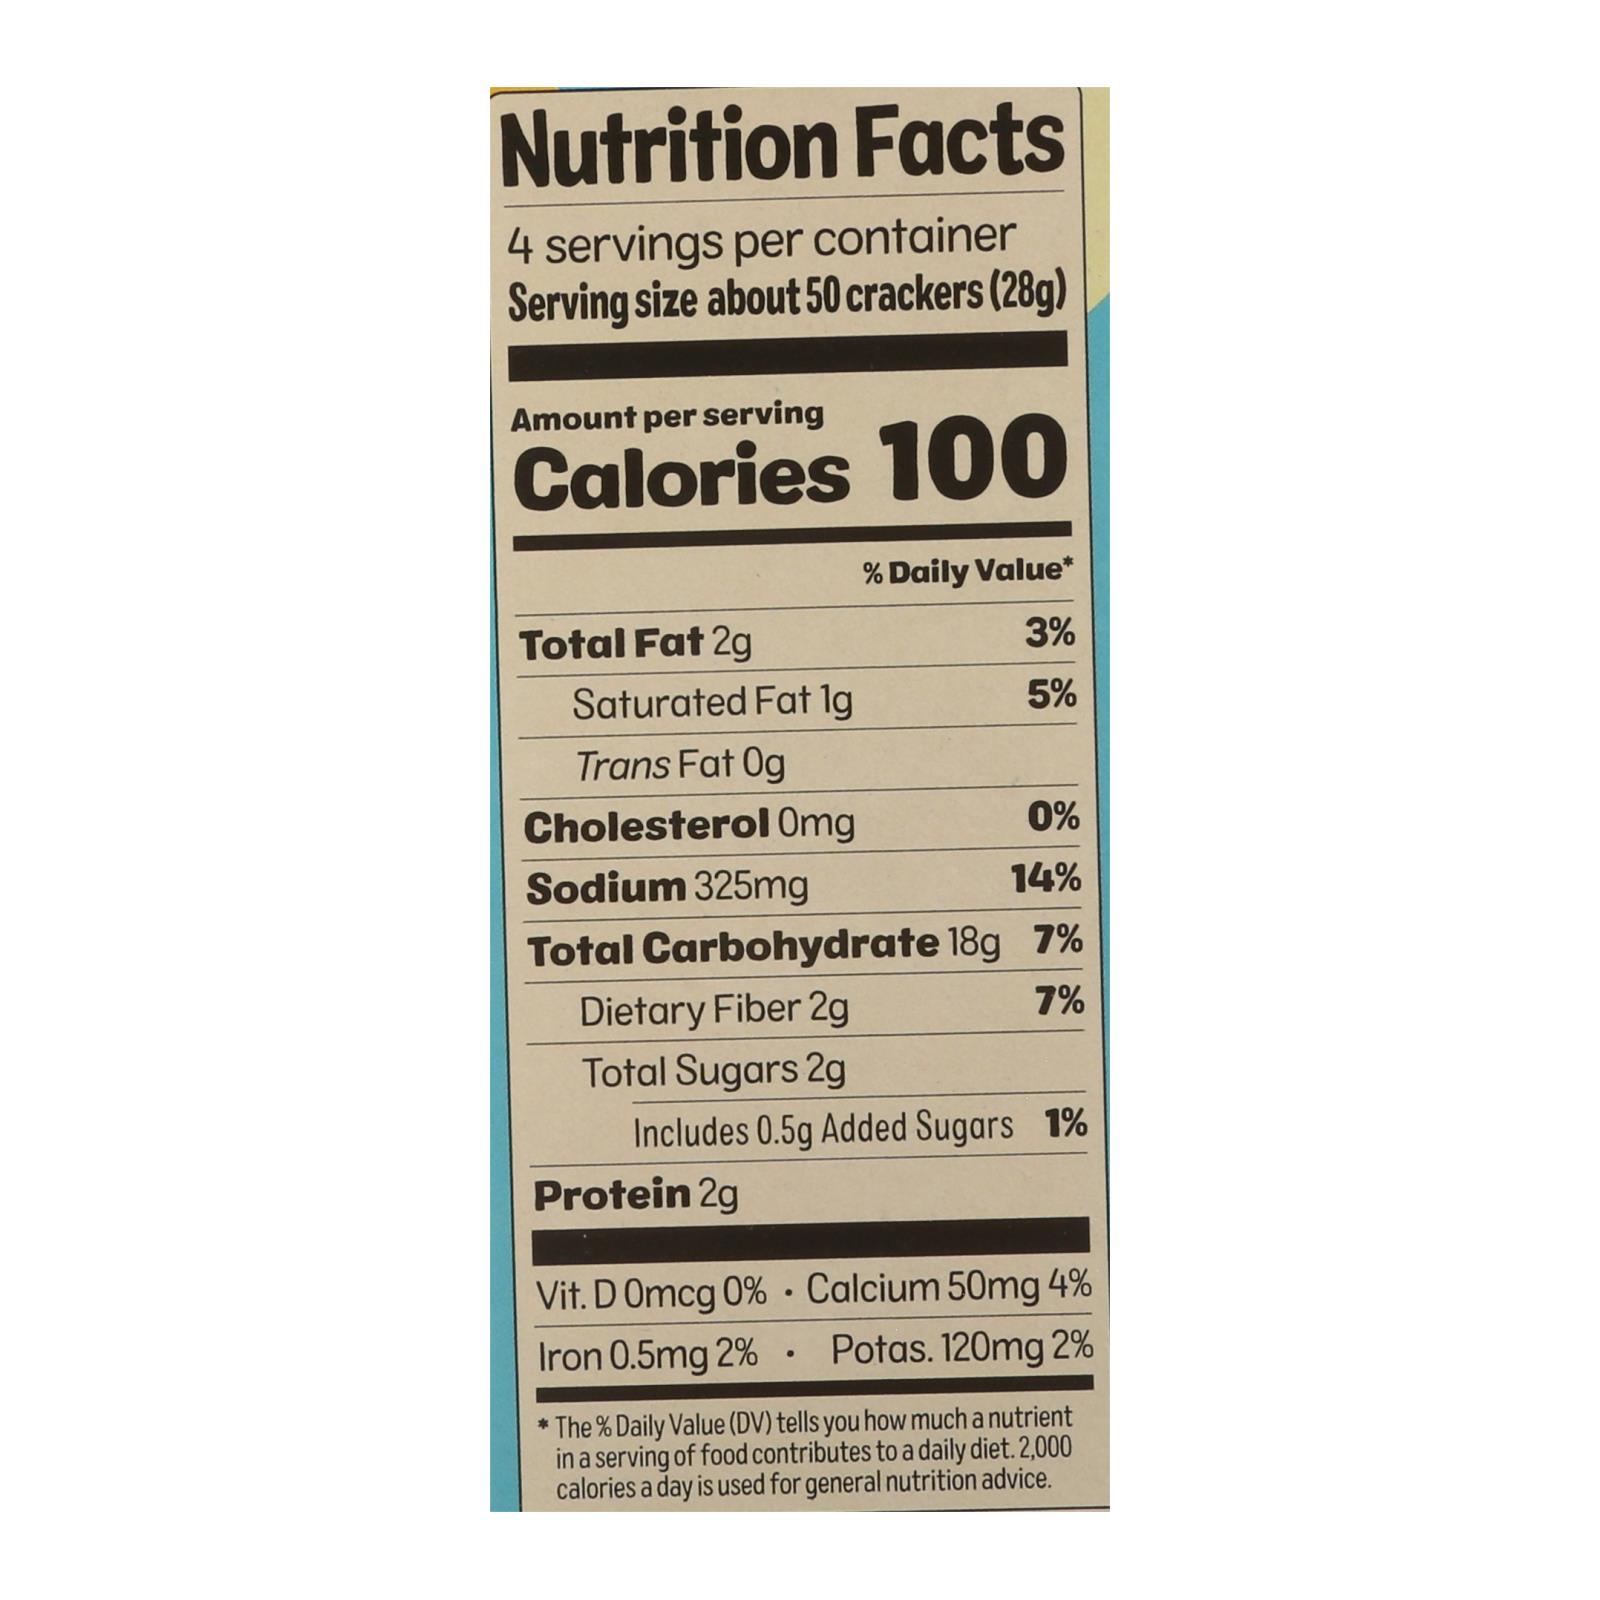 Nutrition Facts
4 servings per container
Serving size about 50 crackers (28g)
Amount per serving
Calories 100
% Daily Value*
Total Fat 2g 3%
Saturated Fat 1g 5%
Trans Fat 0g
Cholesterol 0mg 0%
Sodium 325mg 14%
Total Carbohydrate 18g 7%
Dietary Fiber 2g 7%
Total Sugars 2g
Includes 0.5g Added Sugars 1%
Protein 2g
Vit. D 0mcg 0% • Calcium 50mg 4%
Iron 0.5mg 2% • Potas. 120mg 2%
* The % Daily Value (DV) tells you how much a nutrient
in a serving of food contributes to a daily diet. 2,000
calories a day is used for general nutrition advice.